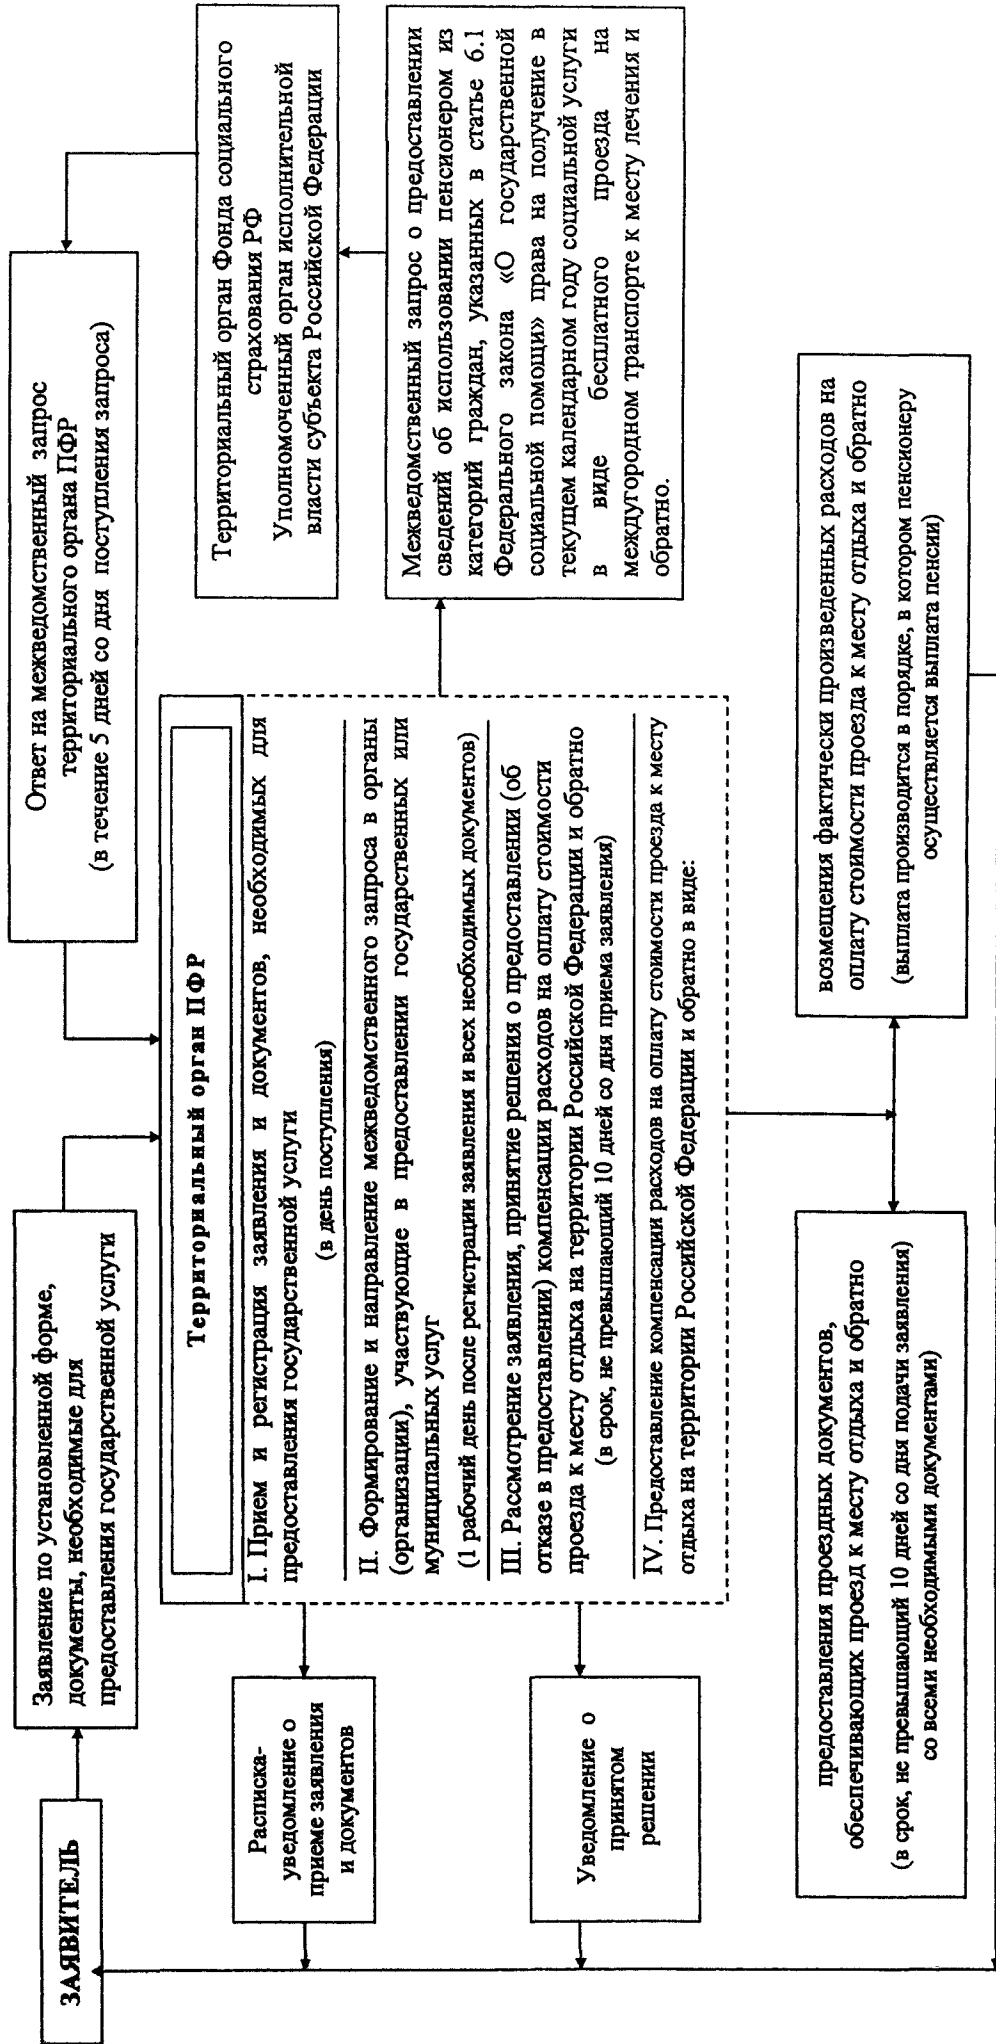 ЗАЯВИТЕЛЬ
Заявление по установленной форме,
документы, необходимые для
предоставления государственной услуги
Ответ на межведомственный запрос
территориального органа ПФР
(в течение 5 дней со дня поступления запроса)
Территориальный орган ПФР
I. Прием и регистрация заявления и документов, необходимых для
предоставления государственной услуги
(в день поступления)
II. Формирование и направление межведомственного запроса в органы
(организации), участвующие в предоставлении государственных или
муниципальных услуг
(1 рабочий день после регистрации заявления и всех необходимых документов)
III. Рассмотрение заявления, принятие решения о предоставлении (об
отказе в предоставлении) компенсации расходов на оплату стоимости
проезда к месту отдыха на территории Российской Федерации и обратно
(в срок, не превышающий 10 дней со дня приема заявления)
IV. Предоставление компенсации расходов на оплату стоимости проезда к месту
отдыха на территории Российской Федерации и обратно в виде:
Расписка-
уведомление о
приеме заявления
и документов
Уведомление о
принятом
решении
Территориальный орган Фонда социального
страхования РФ
Уполномоченный орган исполнительной
власти субъекта Российской Федерации
Межведомственный запрос о предоставлении
сведений об использовании пенсионером из
категорий граждан, указанных в статье 6.1
Федерального закона «О государственной
социальной помощи» права на получение в
текущем календарном году социальной услуги
в виде бесплатного проезда на
междугородном транспорте к месту лечения и
обратно.
предоставления проездных документов,
обеспечивающих проезд к месту отдыха и обратно
(в срок, не превышающий 10 дней со дня подачи заявления
со всеми необходимыми документами)
возмещения фактически произведенных расходов на
оплату стоимости проезда к месту отдыха и обратно
(выплата производится в порядке, в котором пенсионеру
осуществляется выплата пенсии)